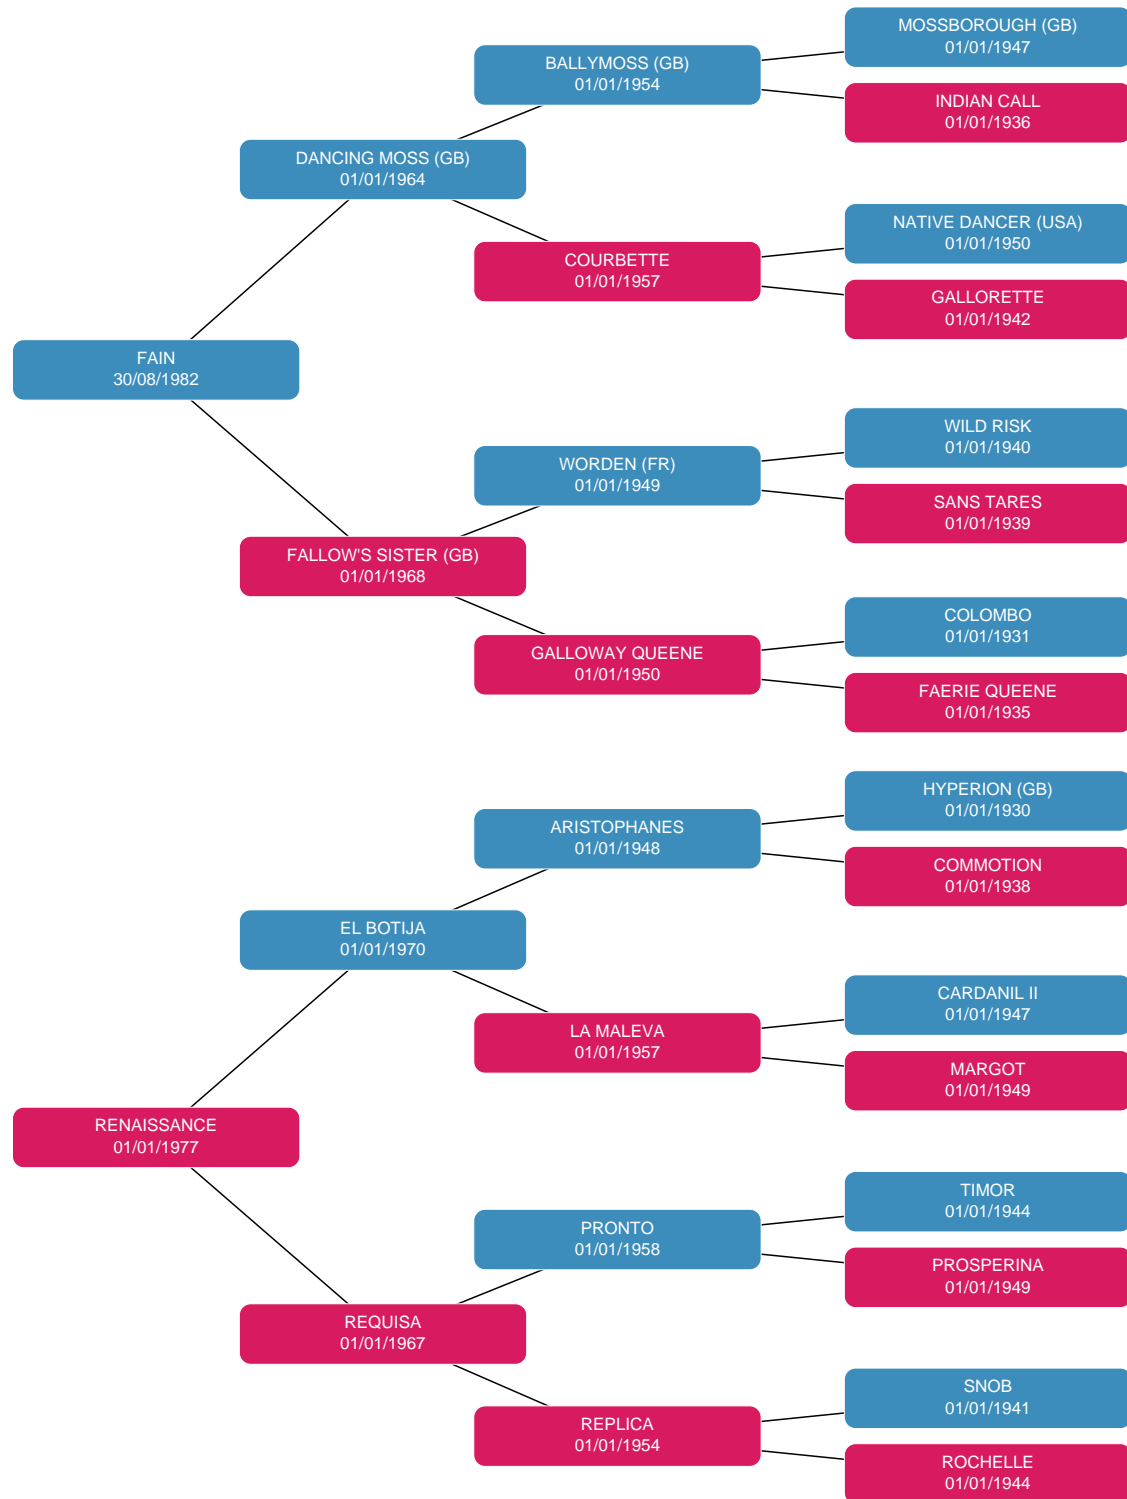 MOSSBOROUGH (GB)
01/01/1947
BALLYMOSS (GB)
01/01/1954
INDIAN CALL
01/01/1936
DANCING MOSS (GB)
01/01/1964
NATIVE DANCER (USA)
01/01/1950
COURBETTE
01/01/1957
GALLORETTE
01/01/1942
FAIN
30/08/1982
WILD RISK
01/01/1940
WORDEN (FR)
01/01/1949
SANS TARES
01/01/1939
FALLOW'S SISTER (GB)
01/01/1968
COLOMBO
01/01/1931
GALLOWAY QUEENE
01/01/1950
FAERIE QUEENE
01/01/1935
HYPERION (GB)
01/01/1930
ARISTOPHANES
01/01/1948
COMMOTION
01/01/1938
EL BOTIJA
01/01/1970
CARDANIL II
01/01/1947
LA MALEVA
01/01/1957
MARGOT
01/01/1949
RENAISSANCE
01/01/1977
TIMOR
01/01/1944
PRONTO
01/01/1958
PROSPERINA
01/01/1949
REQUISA
01/01/1967
SNOB
01/01/1941
REPLICA
01/01/1954
ROCHELLE
01/01/1944